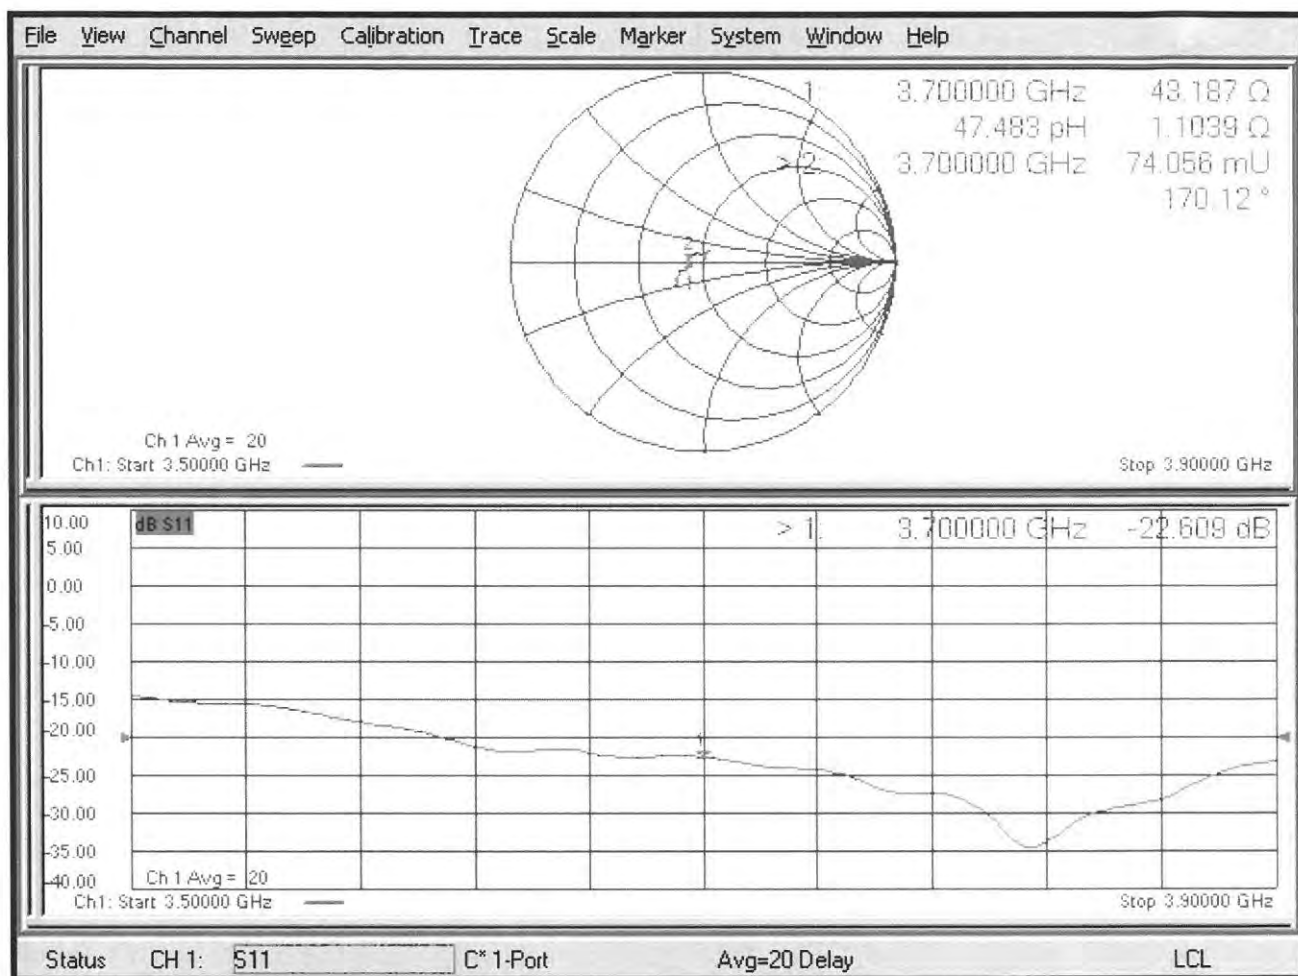 File View Channel Sweep Calibration Trace Scale Marker System Window Help
1: 3.700000 GHz 43.187 Ω
47.483 pH 1.1039 Ω
> 2: 3.700000 GHz 74.056 mU
170.12 °
Ch 1 Avg = 20
Ch1: Start 3.50000 GHz
Stop 3.90000 GHz
10.00 dB S11
> 1: 3.700000 GHz -22.609 dB
5.00
0.00
-5.00
-10.00
-15.00
-20.00
-25.00
-30.00
-35.00
-40.00
1
Ch 1 Avg = 20
Ch1: Start 3.50000 GHz
Stop 3.90000 GHz
Status CH 1: S11 C* 1-Port Avg=20 Delay LCL